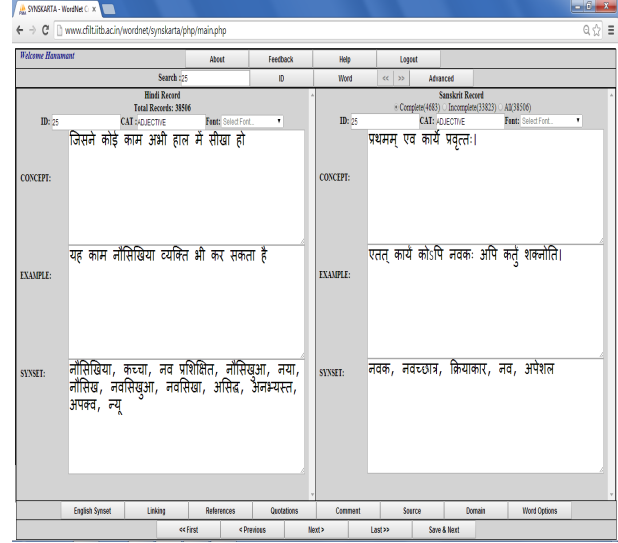 SYNSKARTA - WordNet C
www.cfilt.iitb.ac.in/wordnet/synskarta/php/main.php
Welcome Hanumant
About Feedback Help Logout
Search :25 ID Word << >> Advanced
Hindi Record
Total Records: 38506
ID: 25 CAT :ADJECTIVE Font: Select Font..
CONCEPT:
जिसने कोई काम अभी हाल में सीखा हो
EXAMPLE:
यह काम नौसिखिया व्यक्ति भी कर सकता है
SYNSET:
नौसिखिया, कच्चा, नव प्रशिक्षित, नौसिखुआ, नया,
नौसिख, नवसिखुआ, नवसिखा, असिद्ध, अनभ्यस्त,
अपक्व, न्यू
Sanskrit Record
Complete(4683) Incomplete(33823) All(38506)
ID: 25 CAT: ADJECTIVE Font: Select Font..
CONCEPT:
प्रथमम् एव कार्ये प्रवृत्तः।
EXAMPLE:
एतत् कार्यं कोऽपि नवकः अपि कर्तुं शक्नोति।
SYNSET:
नवक, नवच्छात्र, क्रियाकार, नव, अपेशल
English Synset Linking References Quotations Comment Source Domain Word Options
<< First < Previous Next > Last >> Save & Next